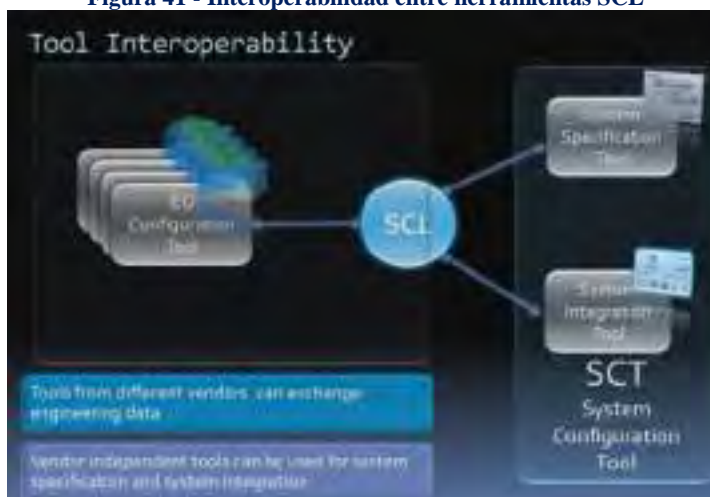 Figura 41 - Interoperabilidad entre herramientas SCL
Tool Interoperability
Configuration
Tool
SCL
Specification
Tool
System
Integration
Tool
SCT
System
Configuration
Tool
Tools from different vendors can exchange
engineering data
Vendor independent tools can be used for system
specification and system integration